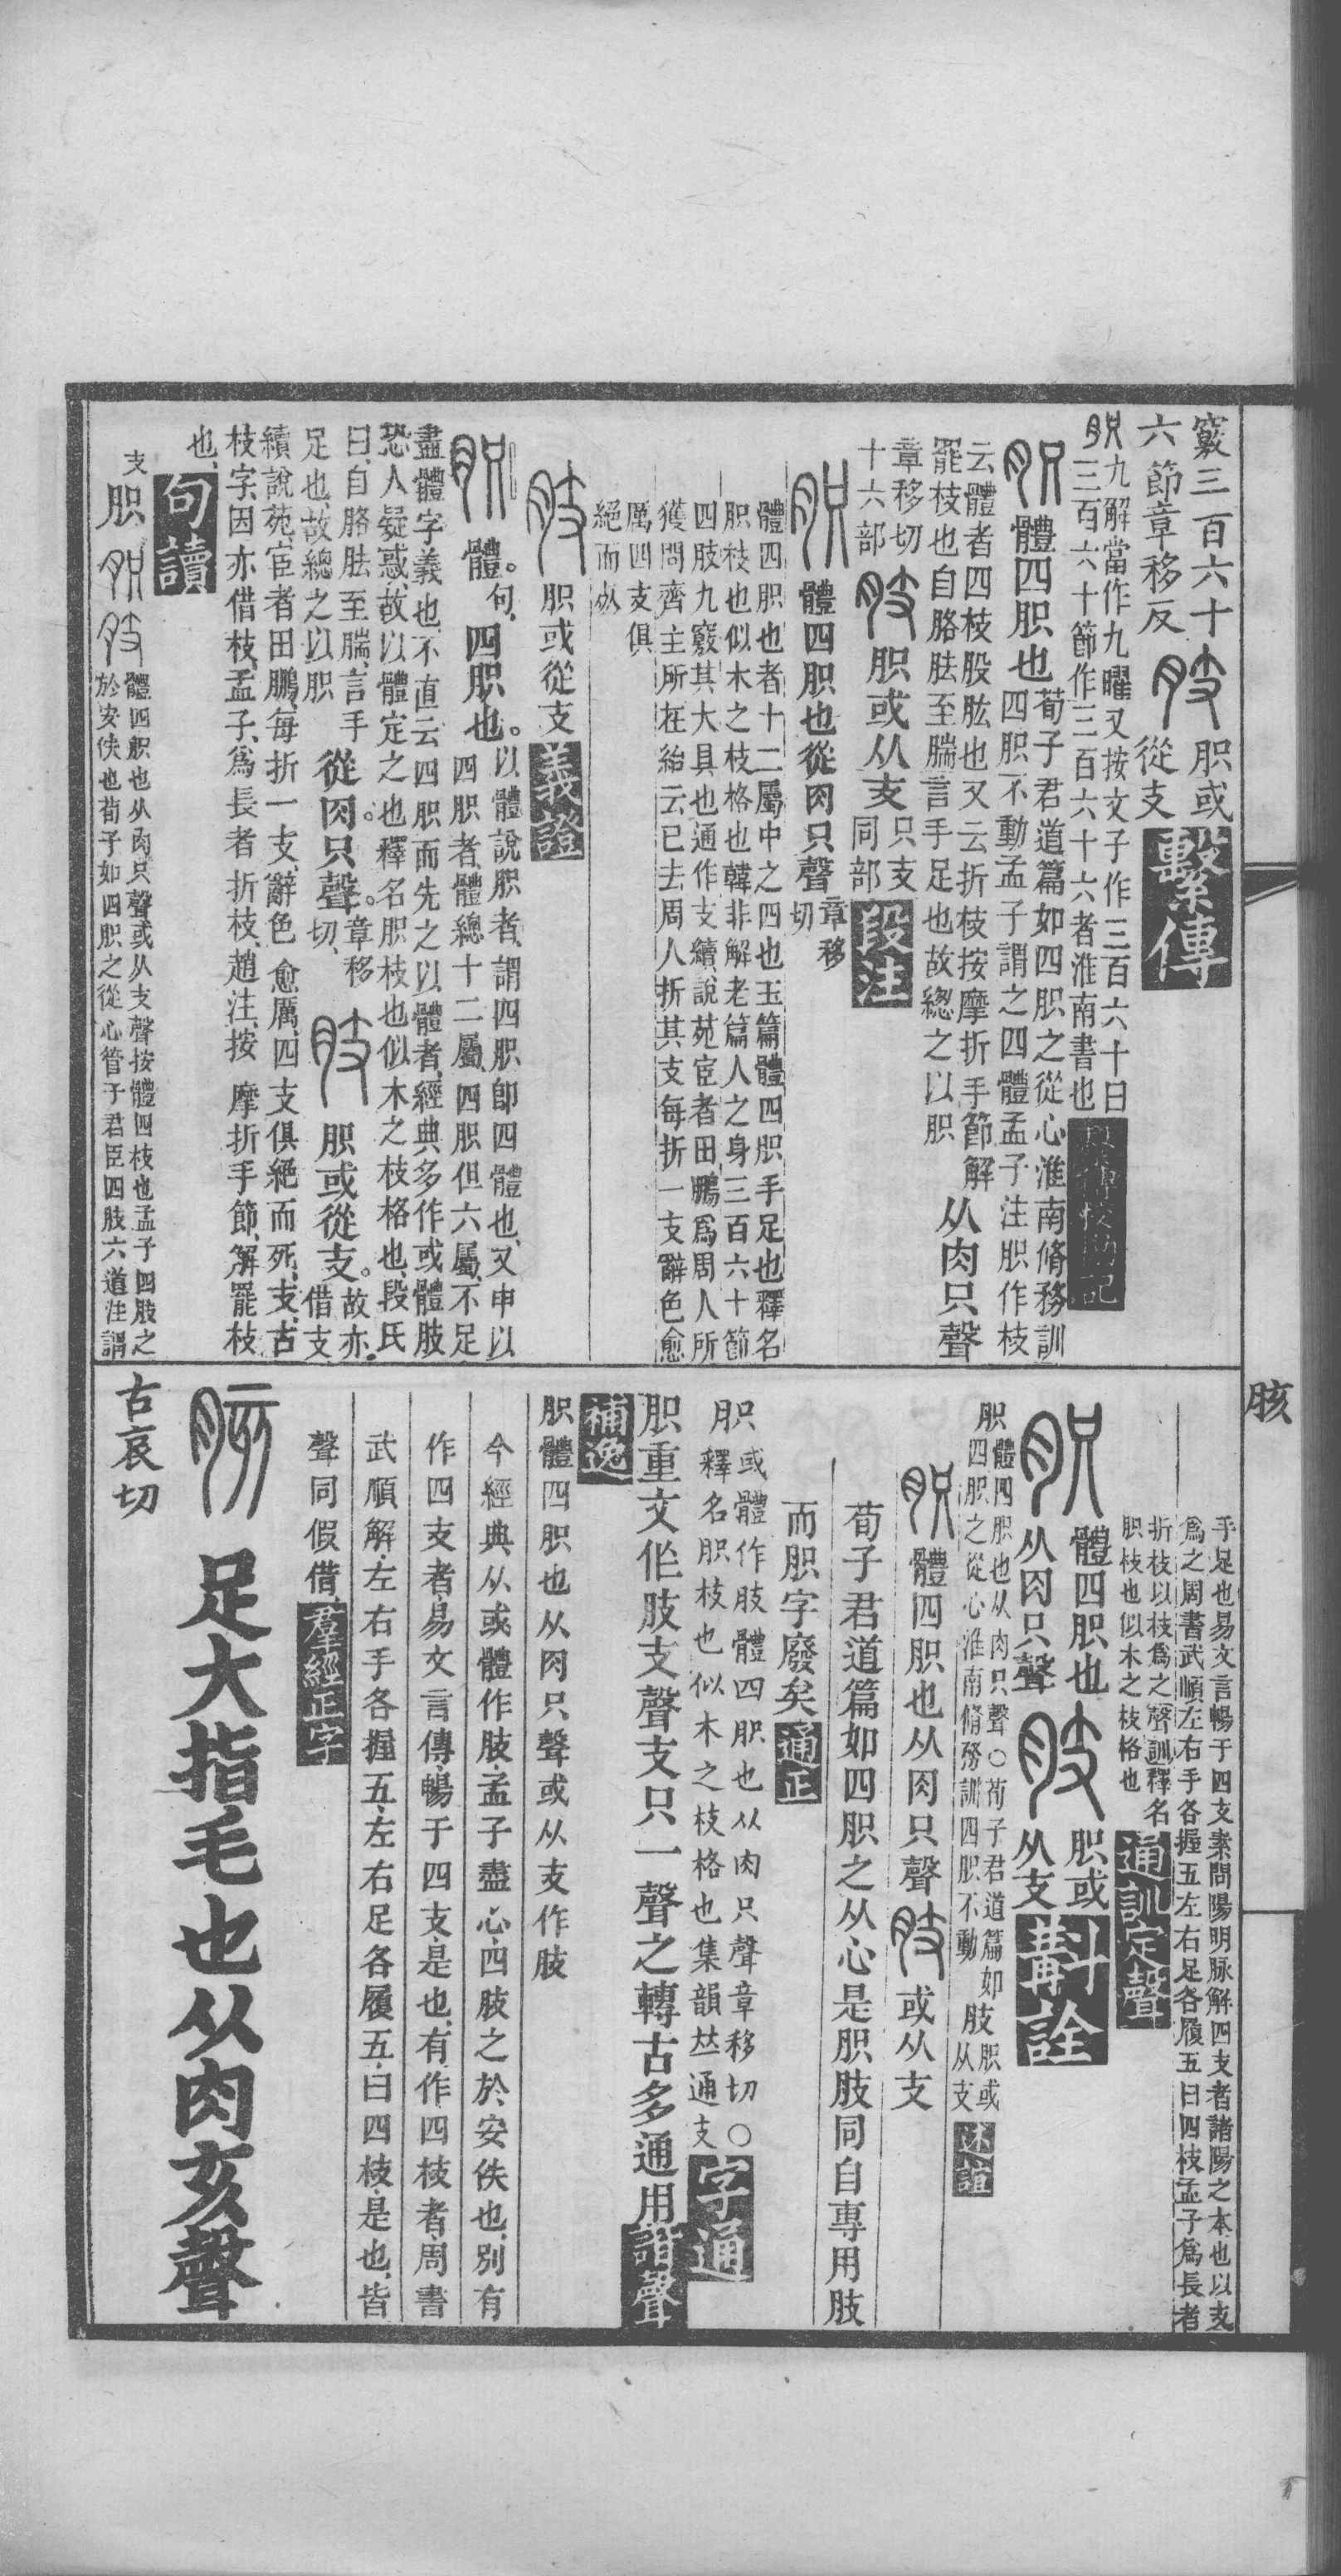 竅三百六十
六節章移反
肢
胑或
從支
繫傳
胑九解當作九曜又按文子作三百六十日
三百六十節作三百六十六者淮南書也
繫傳校勘記
胑體四胑也
荀子君道篇如四胑之從心淮南脩務訓
四胑不動孟子謂之四體孟子注胑作枝
云體者四枝股肱也又云折枝按摩折手節解
罷枝也自胳胠至腨言手足也故總之以胑
从肉只聲
章移切
十六部
肢胑或从支
只支
同部
段注
胑體四胑也從肉只聲
章移
切
體四胑也者十二屬中之四也玉篇體四胑手足也釋名
胑枝也似木之枝格也韓非解老篇人之身三百六十節
四肢九竅其大具也通作支續說苑宦者田鵬爲周人所
獲問齊主所在紿云已去周人折其支每折一支辭色愈
厲四支俱
絕而死
肢胑或從支
義證
胑體。句、四胑也。
以體說胑者、謂四胑卽四體也、又申以
四胑者、體總十二屬、四胑但六屬、不足
盡體字義也、不直云四胑而先之以體者、經典多作或體肢
恐人疑惑、故以體定之也、釋名胑枝也似木之枝格也、段氏
曰、自胳胠至腨、言手
足也、故總之以胑
從肉。只聲。
章移
切、
肢胑或從支。
故亦
借支
續說苑宦者田鵬、每折一支、辭色愈厲、四支俱絕而死、支、古
枝字、因亦借枝、孟子、爲長者折枝、趙注、按摩折手節、解罷枝
也、
句讀
支
胑胑肢
體四胑也从肉只聲或从支聲按體四枝也孟子四肢之
於安佚也荀子如四胑之從心管子君臣四肢六道注謂
胲
手足也易文言暢于四支素問陽明脉解四支者諸陽之本也以支
爲之周書武順左右手各握五左右足各履五曰四枝孟子爲長者
折枝以枝爲之聲訓釋名
胑枝也似木之枝格也
通訓定聲
胑體四胑也
从肉只聲
肢
胑或
从支
斠詮
胑
體四胑也从肉只聲○荀子君道篇如
四胑之從心淮南脩務訓四胑不動
肢
胑或
从支
述誼
胑體四胑也从肉只聲肢或从支
荀子君道篇如四胑之从心是胑肢同自專用肢
而胑字廢矣
通正
胑
或體作肢體四胑也从肉只聲章移切○
釋名胑枝也似木之枝格也集韻𠀤通支
字通
胑重文作肢支聲支只一聲之轉古多通用
諧聲
補逸
胑體四胑也从肉只聲或从支作肢
今經典从或體作肢、孟子盡心、四肢之於安佚也、別有
作四支者、易文言傳、暢于四支、是也、有作四枝者、周書
武順解、左右手各握五、左右足各履五、曰四枝、是也、皆
聲同假借、
羣經正字
胲足大指毛也从肉亥聲
古哀切